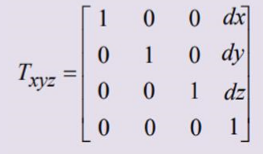 T_xyz = [1 0 0 dx]
[0 1 0 dy]
[0 0 1 dz]
[0 0 0 1]